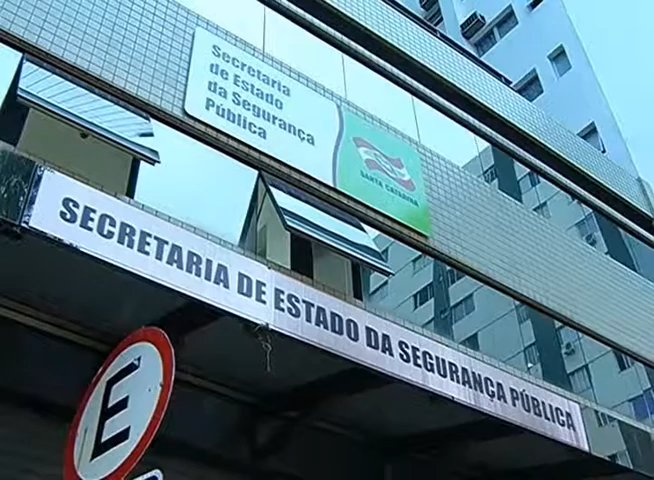 Secretaria
de Estado
da Segurança
Pública
SANTA CATARINA
SECRETARIA DE ESTADO DA SEGURANÇA PÚBLICA
E